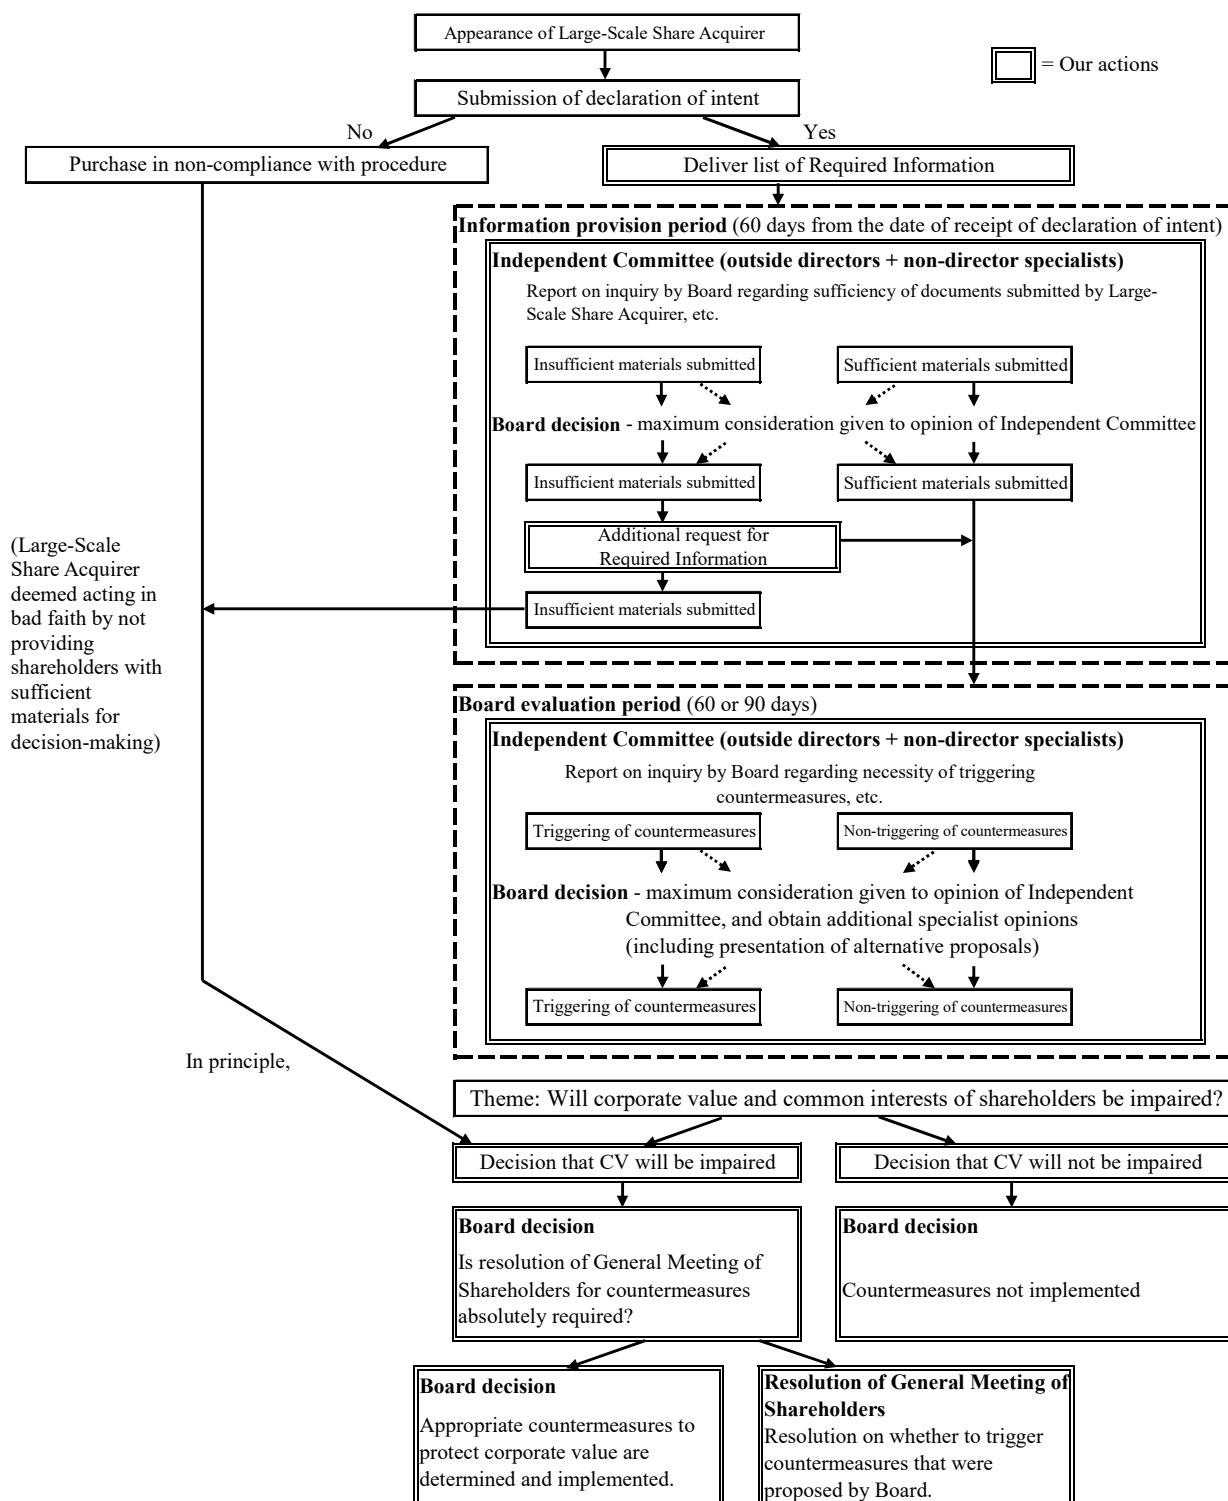 Appearance of Large-Scale Share Acquirer
= Our actions
Submission of declaration of intent
No
Yes
Purchase in non-compliance with procedure
Deliver list of Required Information
Information provision period (60 days from the date of receipt of declaration of intent)
Independent Committee (outside directors + non-director specialists)
Report on inquiry by Board regarding sufficiency of documents submitted by Large-
Scale Share Acquirer, etc.
Insufficient materials submitted
Sufficient materials submitted
Board decision - maximum consideration given to opinion of Independent Committee
Insufficient materials submitted
Sufficient materials submitted
Additional request for
Required Information
Insufficient materials submitted
(Large-Scale
Share Acquirer
deemed acting in
bad faith by not
providing
shareholders with
sufficient
materials for
decision-making)
Board evaluation period (60 or 90 days)
Independent Committee (outside directors + non-director specialists)
Report on inquiry by Board regarding necessity of triggering
countermeasures, etc.
Triggering of countermeasures
Non-triggering of countermeasures
Board decision - maximum consideration given to opinion of Independent
Committee, and obtain additional specialist opinions
(including presentation of alternative proposals)
Triggering of countermeasures
Non-triggering of countermeasures
In principle,
Theme: Will corporate value and common interests of shareholders be impaired?
Decision that CV will be impaired
Decision that CV will not be impaired
Board decision
Is resolution of General Meeting of
Shareholders for countermeasures
absolutely required?
Board decision
Countermeasures not implemented
Board decision
Appropriate countermeasures to
protect corporate value are
determined and implemented.
Resolution of General Meeting of
Shareholders
Resolution on whether to trigger
countermeasures that were
proposed by Board.